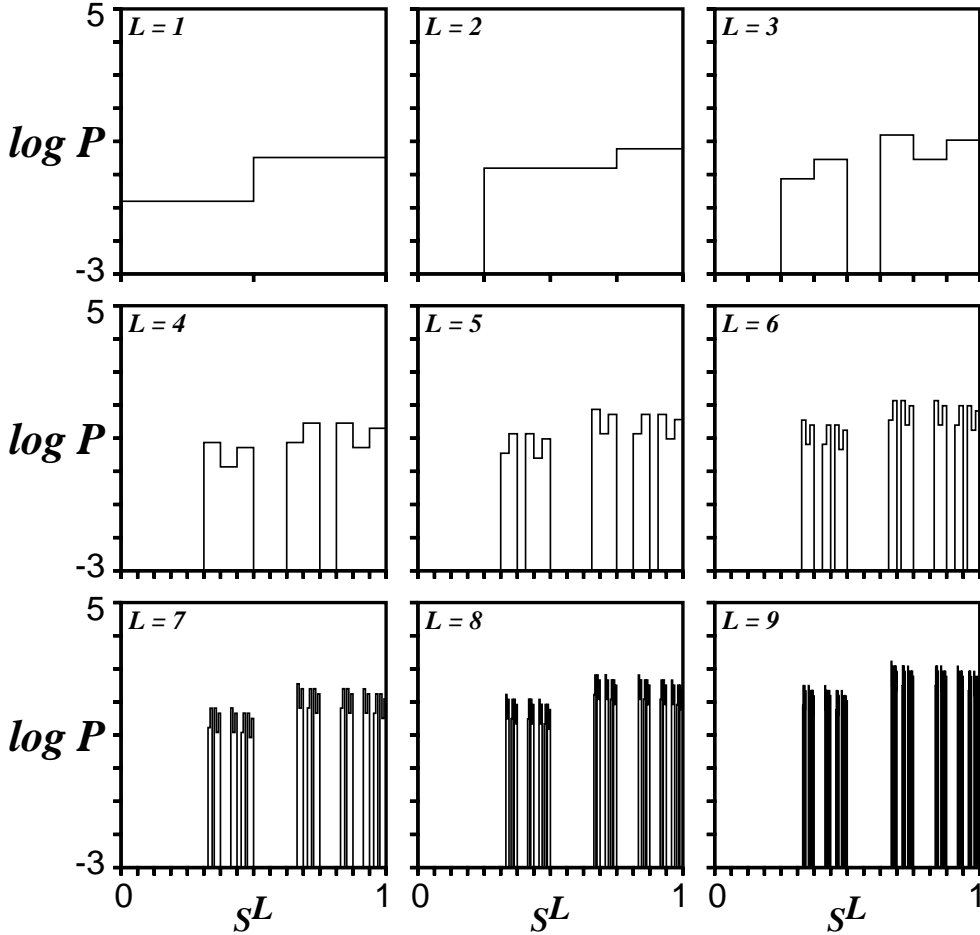 5
L = 1
L = 2
L = 3
log P
-3
5
L = 4
L = 5
L = 6
log P
-3
5
L = 7
L = 8
L = 9
log P
-3
0 1 0 1 0 1
s^L s^L